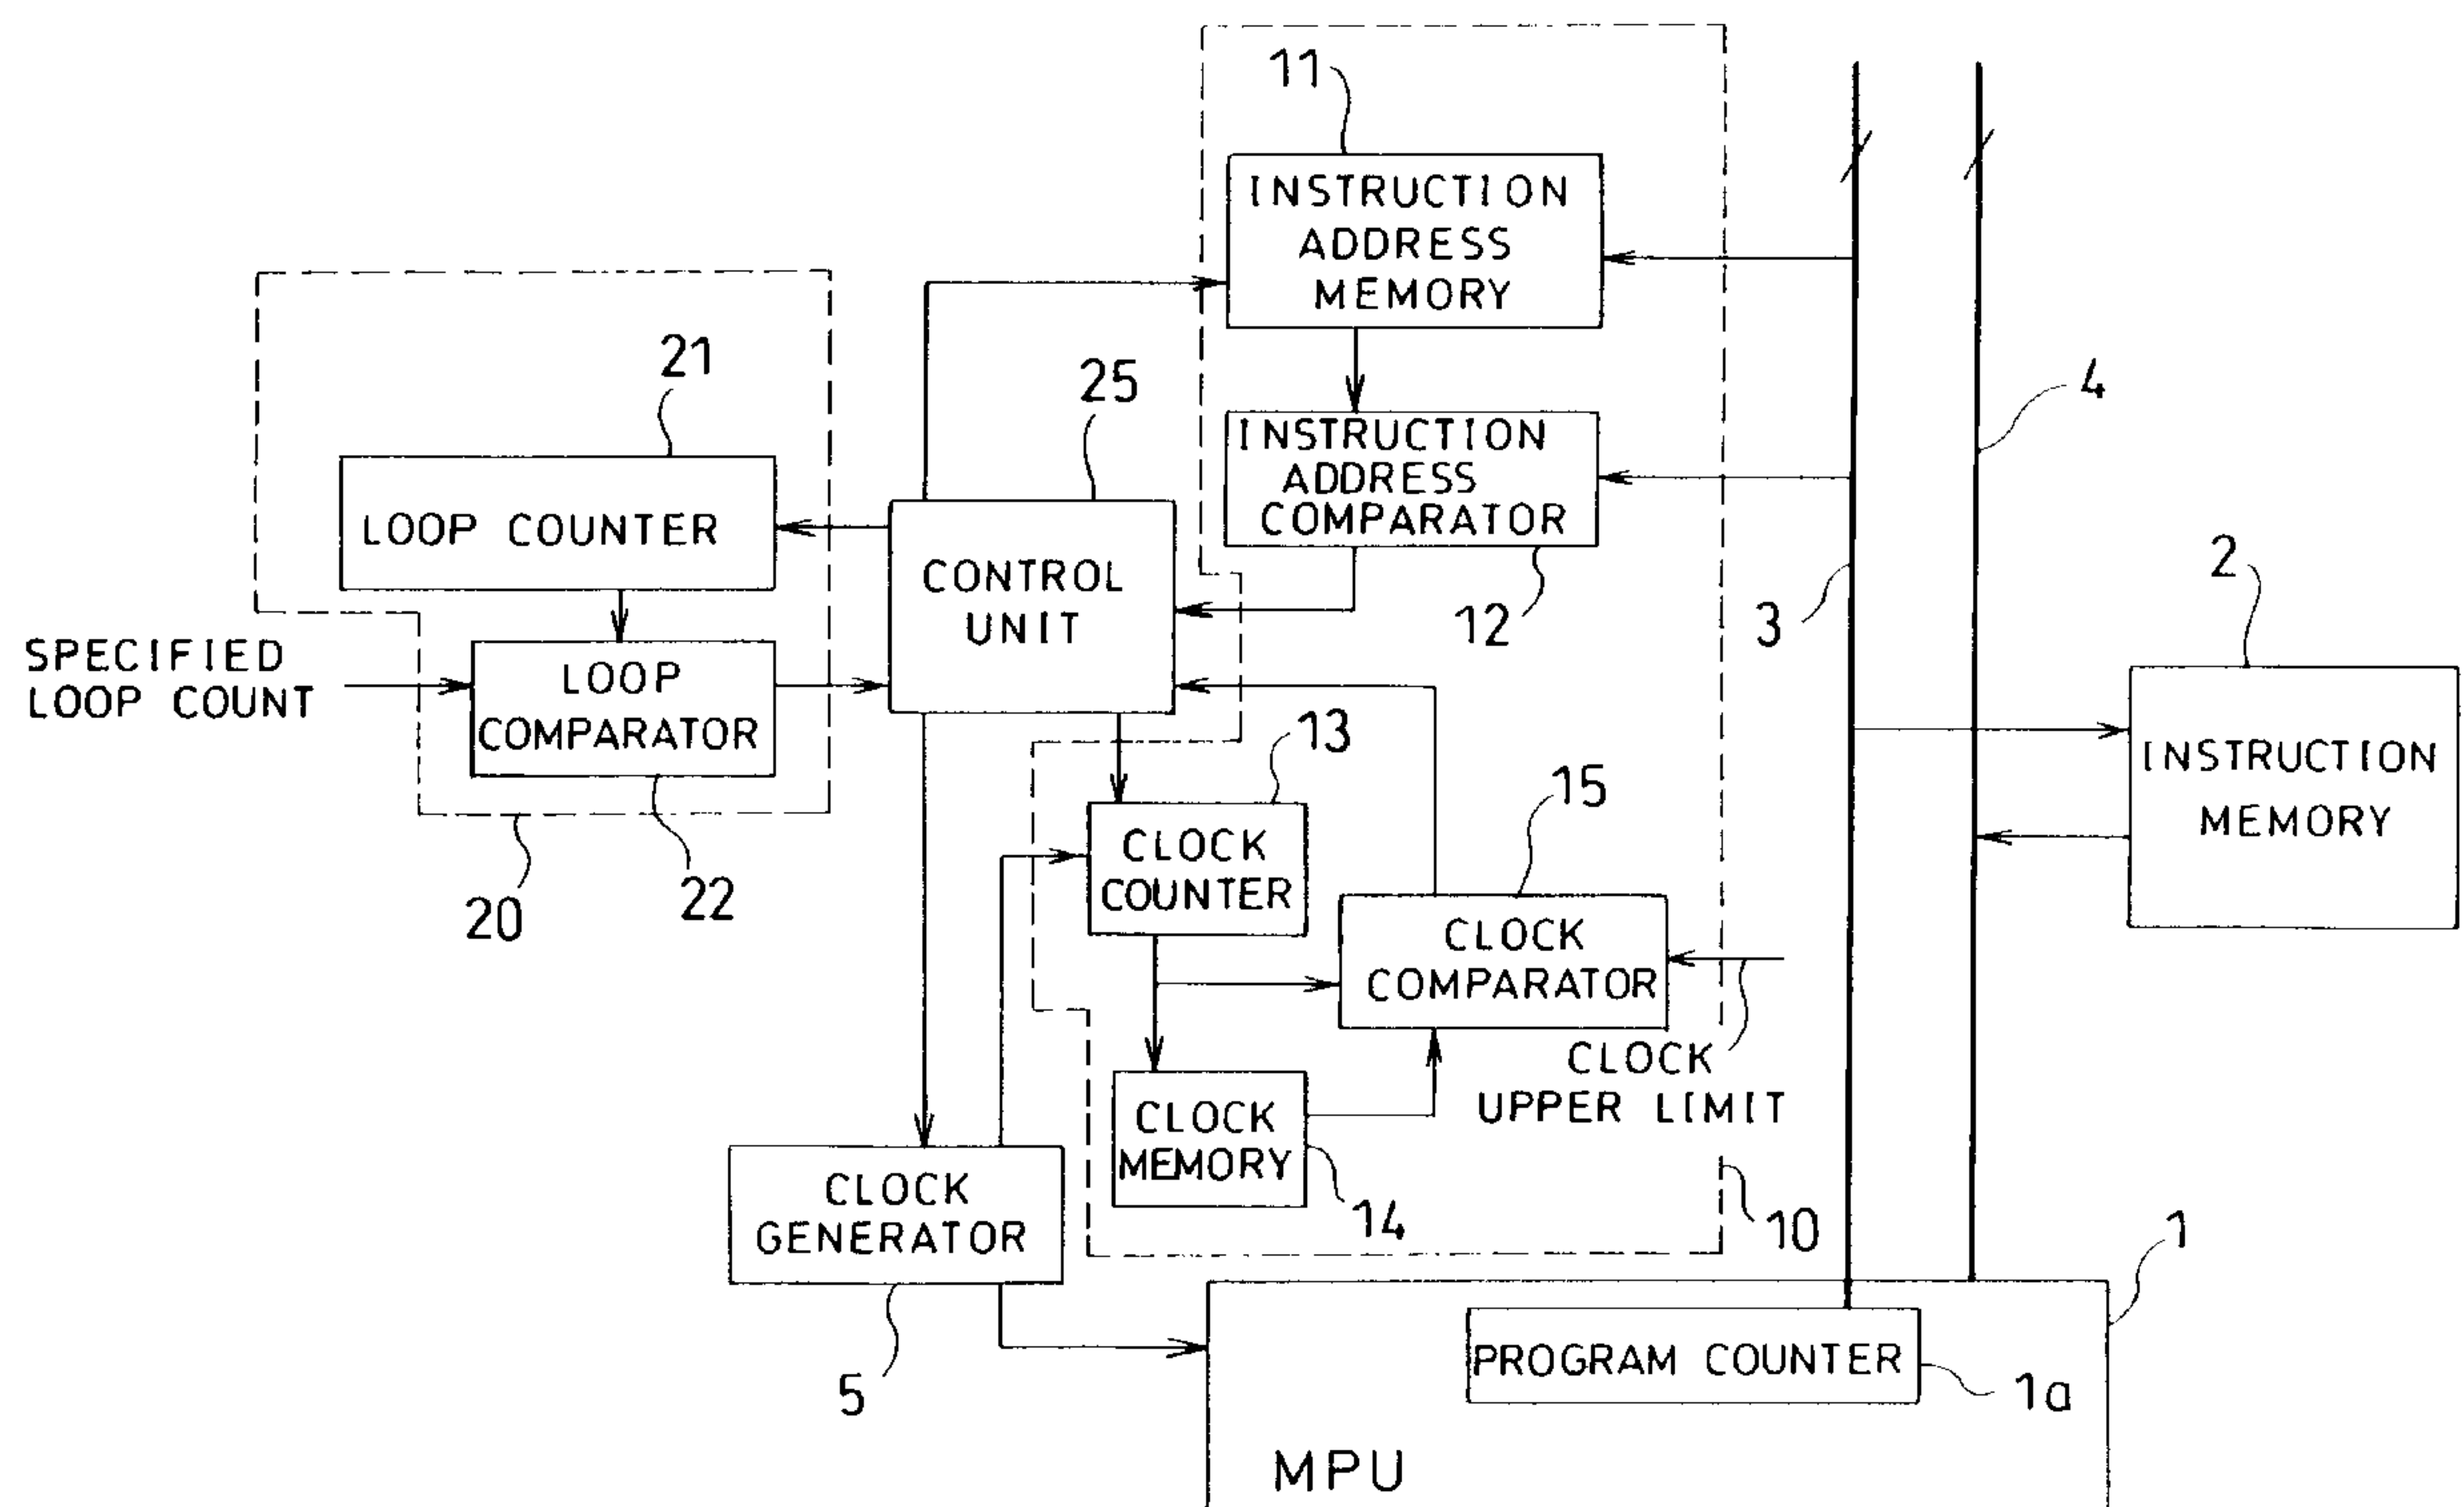 11
INSTRUCTION
ADDRESS
MEMORY
21
25
4
INSTRUCTION
ADDRESS
COMPARATOR
LOOP COUNTER
CONTROL
UNIT
12
3
2
SPECIFIED
LOOP COUNT
LOOP
COMPARATOR
13
15
INSTRUCTION
MEMORY
CLOCK
COUNTER
20
22
CLOCK
COMPARATOR
CLOCK
UPPER LIMIT
CLOCK
MEMORY
14
10
1
CLOCK
GENERATOR
5
PROGRAM COUNTER
1a
MPU